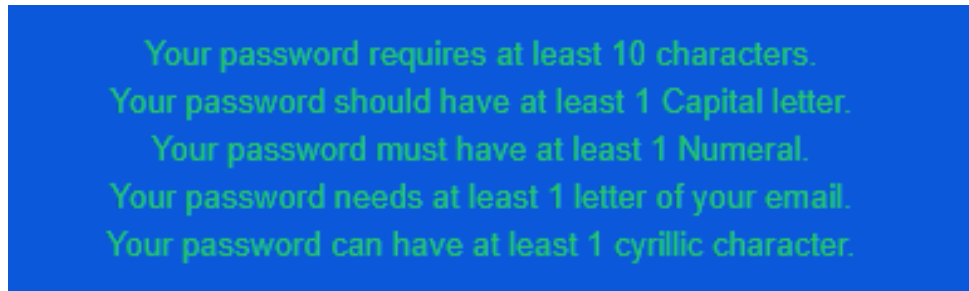 Your password requires at least 10 characters.
Your password should have at least 1 Capital letter.
Your password must have at least 1 Numeral.
Your password needs at least 1 letter of your email.
Your password can have at least 1 cyrillic character.